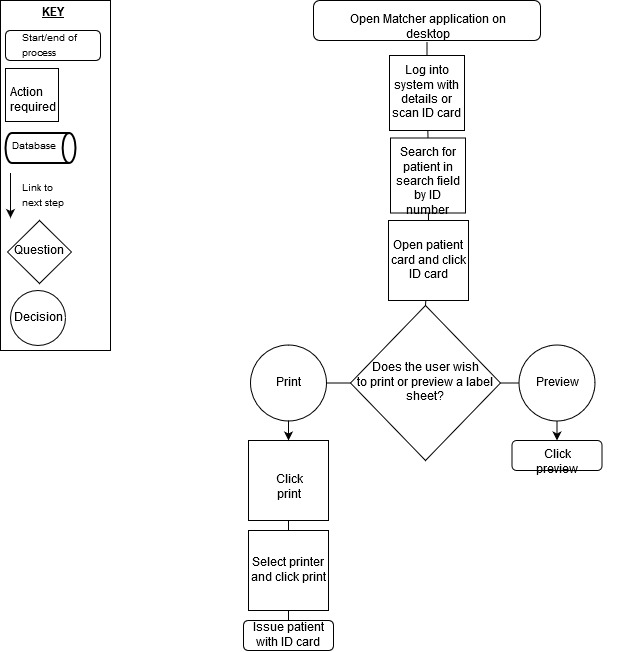 KEY
Start/end of
process
Action
required
Database
Link to
next step
Question
Decision
Open Matcher application on
desktop
Log into
system with
details or
scan ID card
Search for
patient in
search field
by ID
number
Open patient
card and click
ID card
Does the user wish
to print or preview a label
sheet?
Print
Preview
Click
print
Click
preview
Select printer
and click print
Issue patient
with ID card